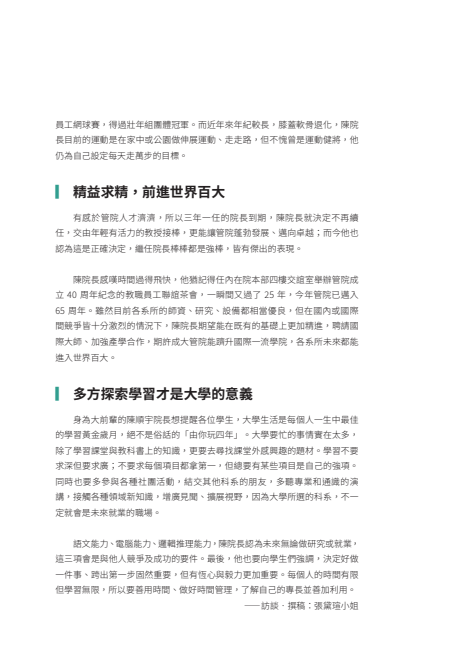 員工網球賽，得過壯年組團體冠軍。而近年來年紀較長，膝蓋軟骨退化，陳院
長目前的運動是在家中或公園做伸展運動、走走路，但不愧曾是運動健將，他
仍為自己設定每天走萬步的目標。
精益求精，前進世界百大
有感於管院人才濟濟，所以三年一任的院長到期，陳院長就決定不再續
任，交由年輕有活力的教授接棒，更能讓管院蓬勃發展、邁向卓越；而今他也
認為這是正確決定，繼任院長棒棒都是強棒，皆有傑出的表現。
陳院長感嘆時間過得飛快，他猶記得任內在院本部四樓交誼室舉辦管院成
立 40 周年紀念的教職員工聯誼茶會，一瞬間又過了 25 年，今年管院已邁入
65 周年。雖然目前各系所的師資、研究、設備都相當優良，但在國內或國際
間競爭皆十分激烈的情況下，陳院長期望能在既有的基礎上更加精進，聘請國
際大師、加強產學合作，期許成大管院能躋升國際一流學院，各系所未來都能
進入世界百大。
多方探索學習才是大學的意義
身為大前輩的陳順宇院長想提醒各位學生，大學生活是每個人一生中最佳
的學習黃金歲月，絕不是俗話的「由你玩四年」。大學要忙的事情實在太多，
除了學習課堂與教科書上的知識，更要去尋找課堂外感興趣的題材。學習不要
求深但要求廣；不要求每個項目都拿第一，但總要有某些項目是自己的強項。
同時也要多參與各種社團活動，結交其他科系的朋友，多聽專業和通識的演
講，接觸各種領域新知識，增廣見聞、擴展視野，因為大學所選的科系，不一
定就會是未來就業的職場。
語文能力、電腦能力、邏輯推理能力，陳院長認為未來無論做研究或就業，
這三項會是與他人競爭及成功的要件。最後，他也要向學生們強調，決定好做
一件事、跨出第一步固然重要，但有恆心與毅力更加重要。每個人的時間有限
但學習無限，所以要善用時間、做好時間管理，了解自己的專長並善加利用。
——訪談．撰稿：張黛瑄小姐